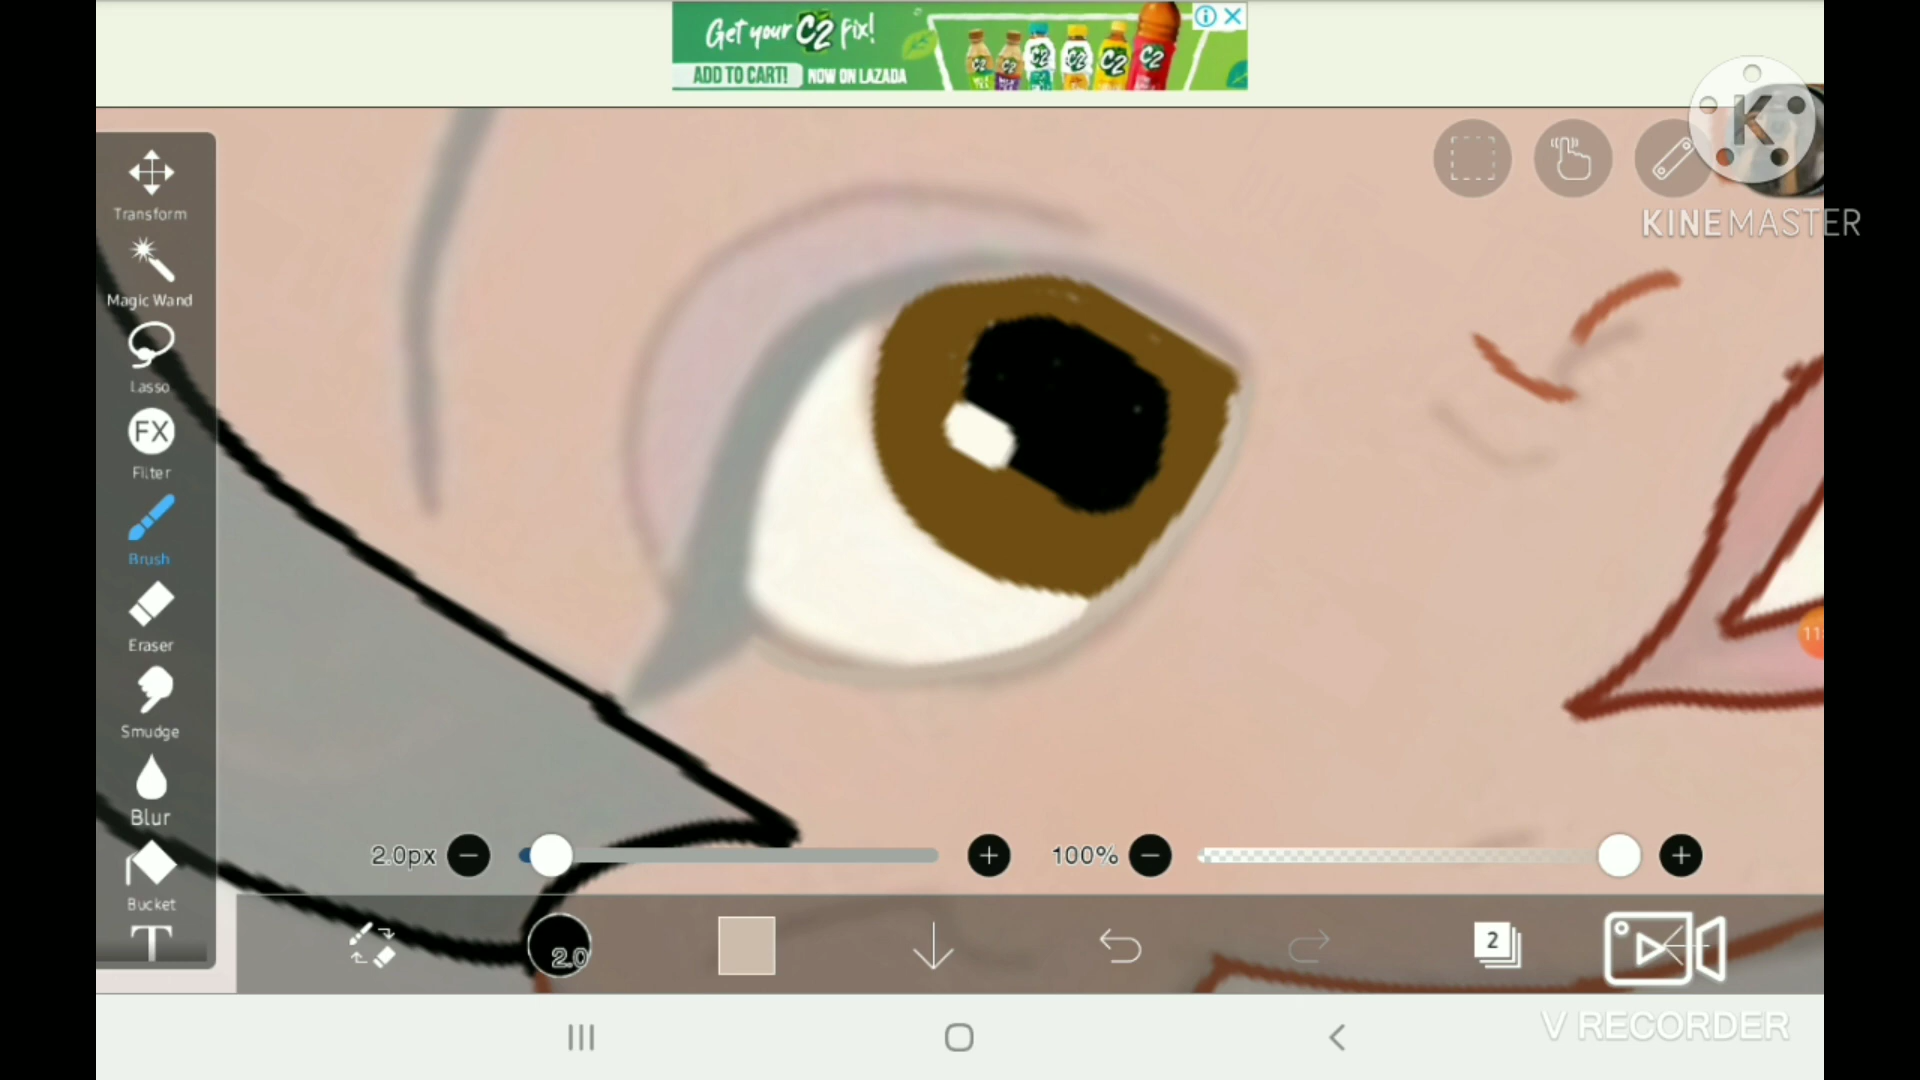 Get your C2 fix!
ADD TO CART! NOW ON LAZADA
K
KINEMASTER
Transform
Magic Wand
Lasso
FX
Filter
Brush
Eraser
Smudge
Blur
Bucket
T
2.0px
100%
2.0
2
11
V RECORDER